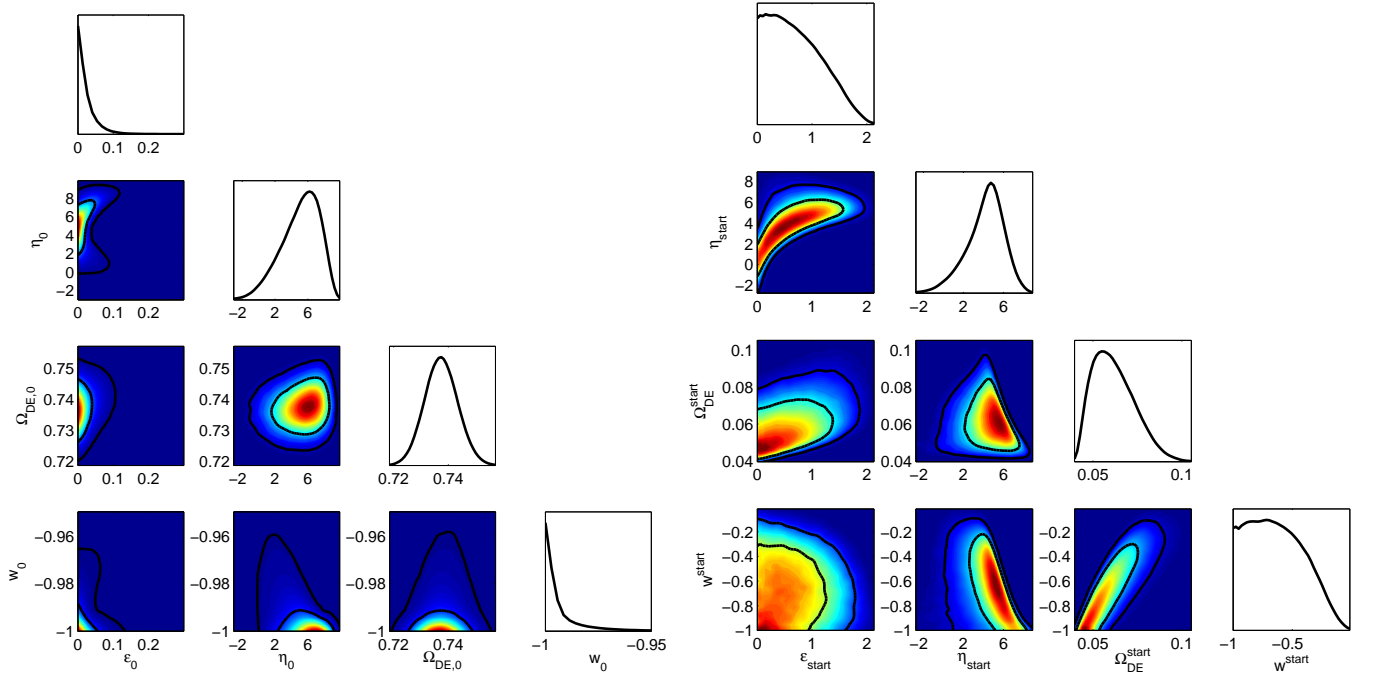 0 0.1 0.2
0 1 2
η0
8
6
4
2
0
−2
0 0.1 0.2
−2 2 6
ηstart
8
6
4
2
0
−2
0 1 2
−2 2 6
ΩDE,0
0.75
0.74
0.73
0.72
0 0.1 0.2
0.75
0.74
0.73
0.72
−2 2 6
0.72 0.74
ΩDEstart
0.1
0.08
0.06
0.04
0 1 2
0.1
0.08
0.06
0.04
−2 2 6
0.05 0.1
w0
−0.96
−0.98
−1
0 0.1 0.2
ε0
−0.96
−0.98
−1
−2 2 6
η0
−0.96
−0.98
−1
0.72 0.74
ΩDE,0
−1 −0.95
w0
wstart
−0.2
−0.4
−0.6
−0.8
−1
0 1 2
εstart
−0.2
−0.4
−0.6
−0.8
−1
−2 2 6
ηstart
−0.2
−0.4
−0.6
−0.8
−1
0.05 0.1
ΩDEstart
−1 −0.5
wstart